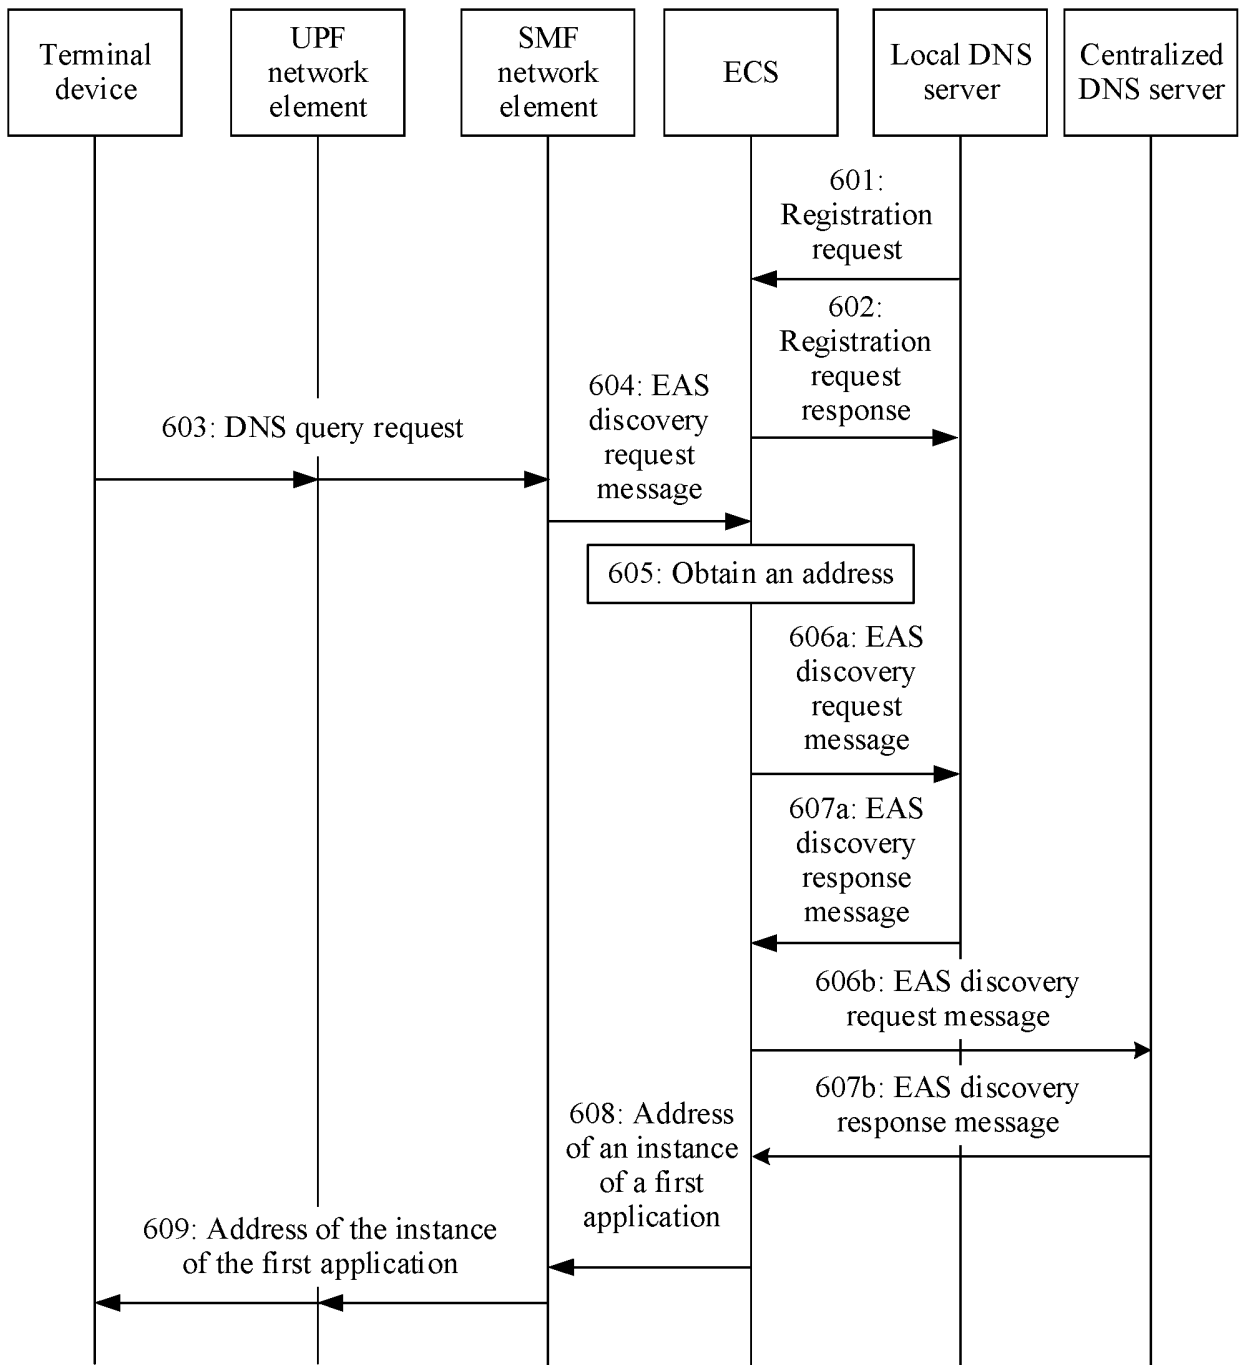 Terminal
device
UPF
network
element
SMF
network
element
ECS
Local DNS
server
Centralized
DNS server
601:
Registration
request
602:
Registration
request
response
603: DNS query request
604: EAS
discovery
request
message
605: Obtain an address
606a: EAS
discovery
request
message
607a: EAS
discovery
response
message
606b: EAS discovery
request message
607b: EAS discovery
response message
608: Address
of an instance
of a first
application
609: Address of the instance
of the first application